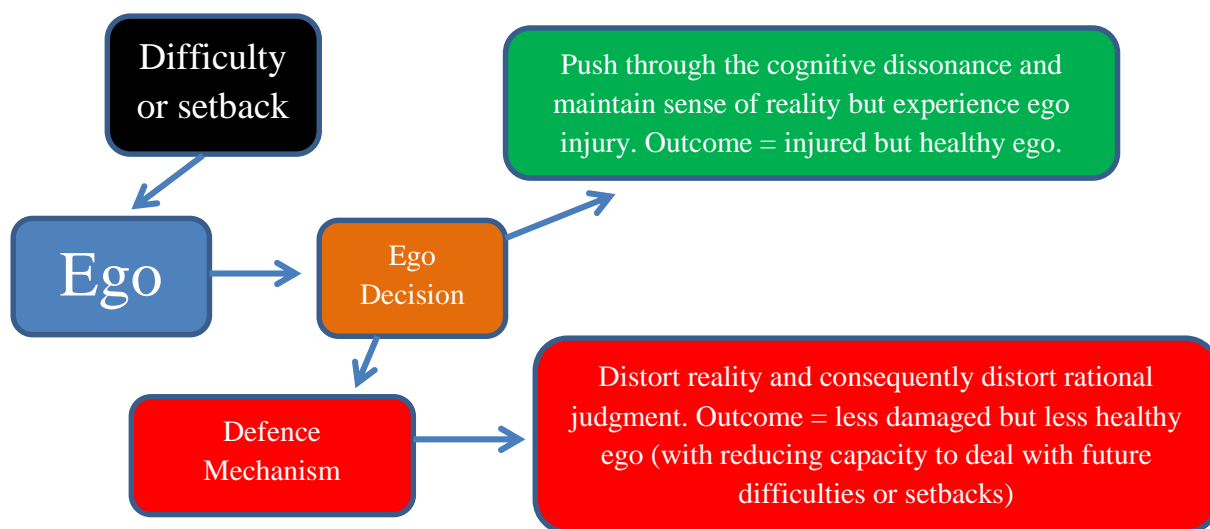 Difficulty
or setback
Push through the cognitive dissonance and
maintain sense of reality but experience ego
injury. Outcome = injured but healthy ego.
Ego
Ego
Decision
Defence
Mechanism
Distort reality and consequently distort rational
judgment. Outcome = less damaged but less healthy
ego (with reducing capacity to deal with future
difficulties or setbacks)